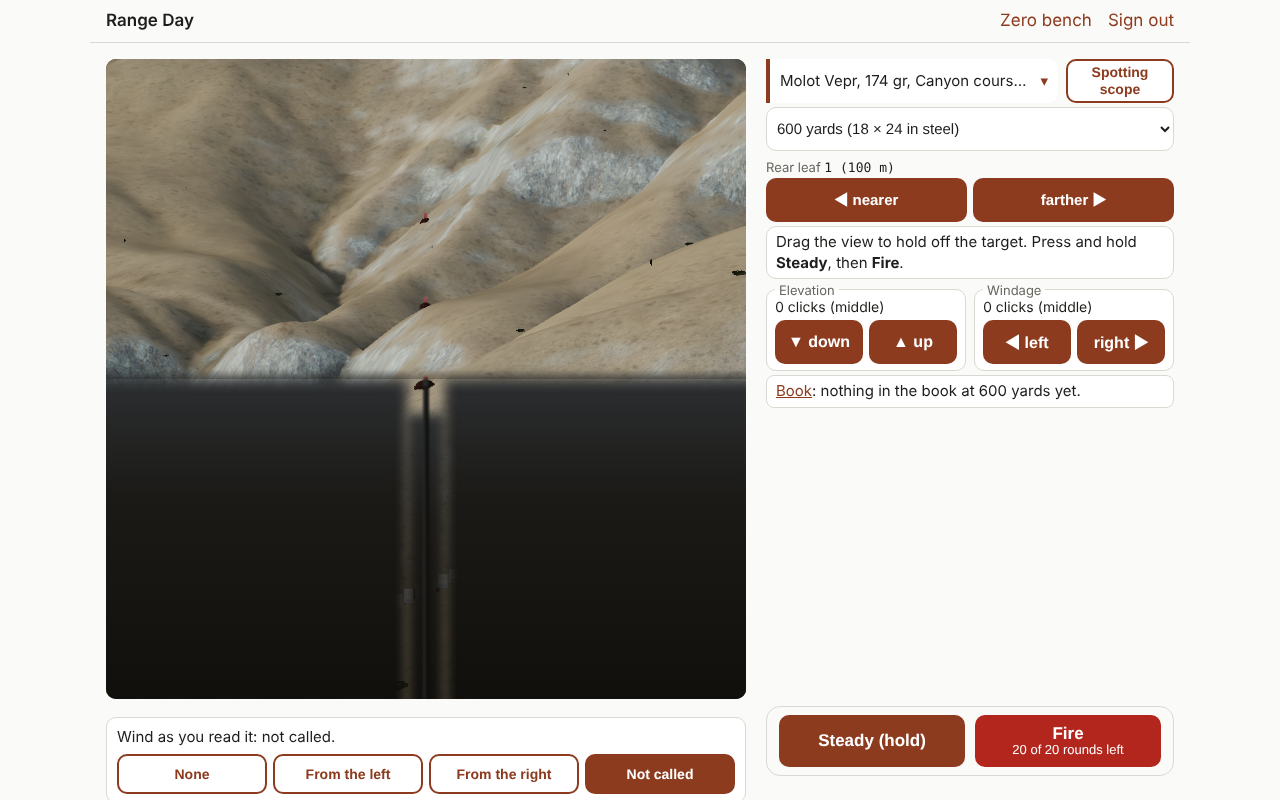 Range Day
Zero bench Sign out
Molot Vepr, 174 gr, Canyon cours... ▼
Spotting
scope
600 yards (18 × 24 in steel)
Rear leaf 1 (100 m)
◀ nearer
farther ▶
Drag the view to hold off the target. Press and hold
Steady, then Fire.
Elevation
0 clicks (middle)
▼ down
▲ up
Windage
0 clicks (middle)
◀ left
right ▶
Book: nothing in the book at 600 yards yet.
Steady (hold)
Fire
20 of 20 rounds left
Wind as you read it: not called.
None
From the left
From the right
Not called